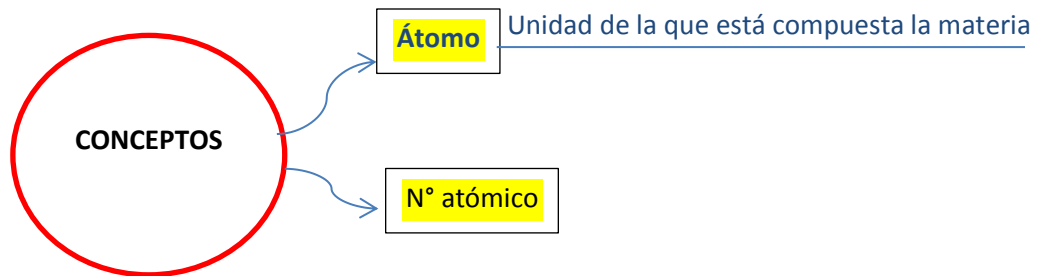 Átomo
Unidad de la que está compuesta la materia
CONCEPTOS
N° atómico